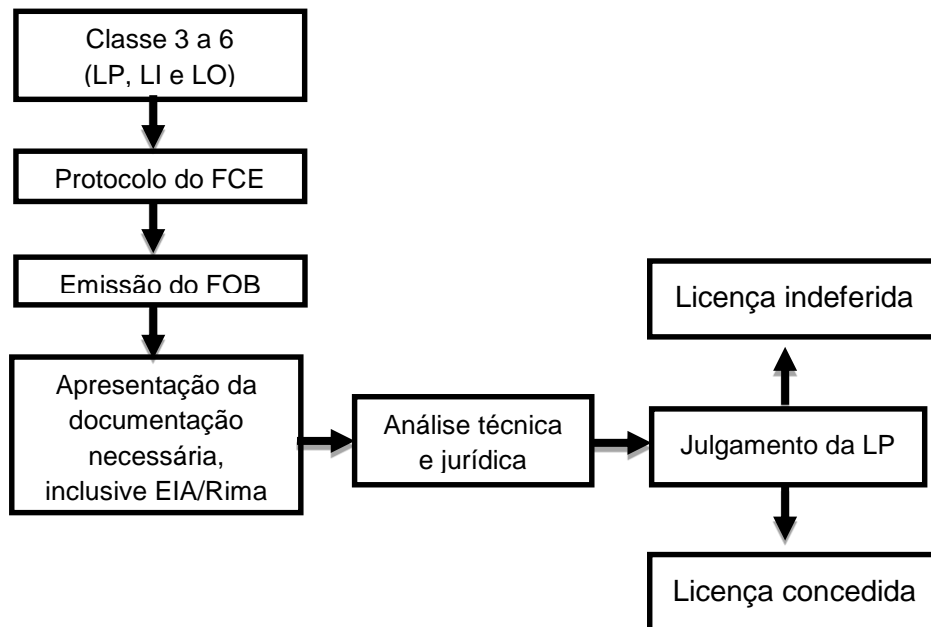 Classe 3 a 6
(LP, LI e LO)
Protocolo do FCE
Emissão do FOB
Apresentação da
documentação
necessária,
inclusive EIA/Rima
Análise técnica
e jurídica
Julgamento da LP
Licença indeferida
Licença concedida